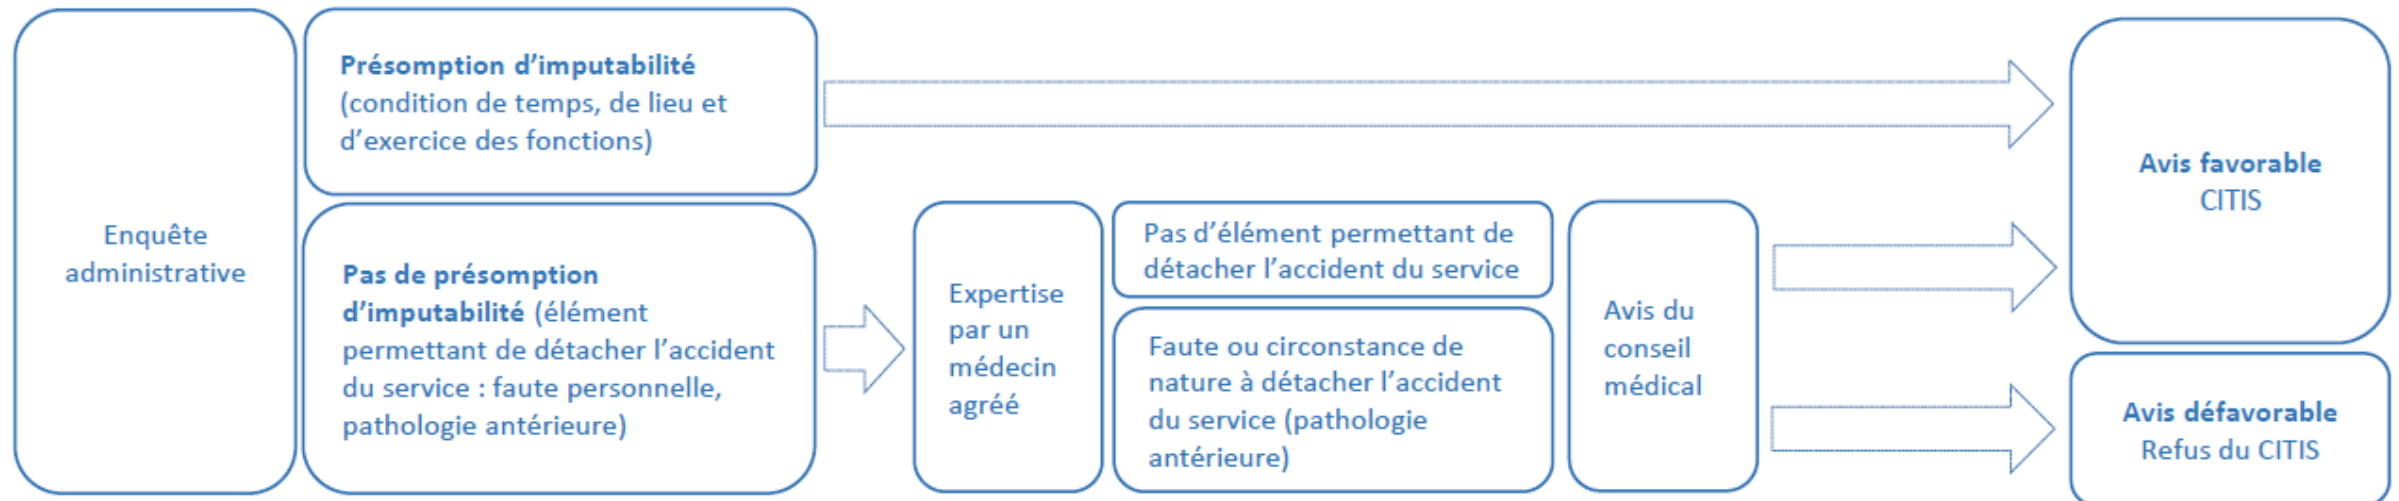 Enquête
administrative
Présomption d’imputabilité
(condition de temps, de lieu et
d’exercice des fonctions)
Pas de présomption
d’imputabilité (élément
permettant de détacher l’accident
du service : faute personnelle,
pathologie antérieure)
Expertise
par un
médecin
agréé
Pas d’élément permettant de
détacher l’accident du service
Faute ou circonstance de
nature à détacher l’accident
du service (pathologie
antérieure)
Avis du
conseil
médical
Avis favorable
CITIS
Avis défavorable
Refus du CITIS